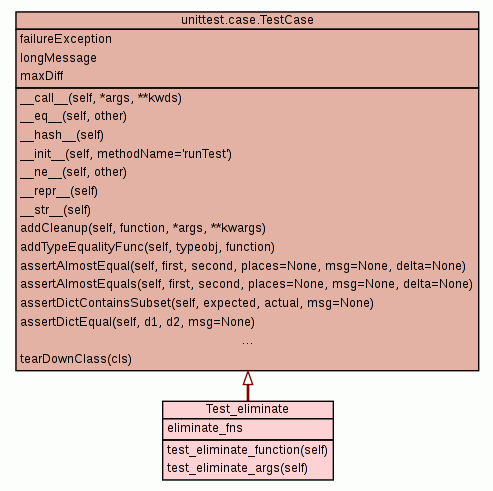 unittest.case.TestCase
failureException
longMessage
maxDiff
__call__(self, *args, **kwds)
__eq__(self, other)
__hash__(self)
__init__(self, methodName='runTest')
__ne__(self, other)
__repr__(self)
__str__(self)
addCleanup(self, function, *args, **kwargs)
addTypeEqualityFunc(self, typeobj, function)
assertAlmostEqual(self, first, second, places=None, msg=None, delta=None)
assertAlmostEquals(self, first, second, places=None, msg=None, delta=None)
assertDictContainsSubset(self, expected, actual, msg=None)
assertDictEqual(self, d1, d2, msg=None)
...
tearDownClass(cls)
Test_eliminate
eliminate_fns
test_eliminate_function(self)
test_eliminate_args(self)